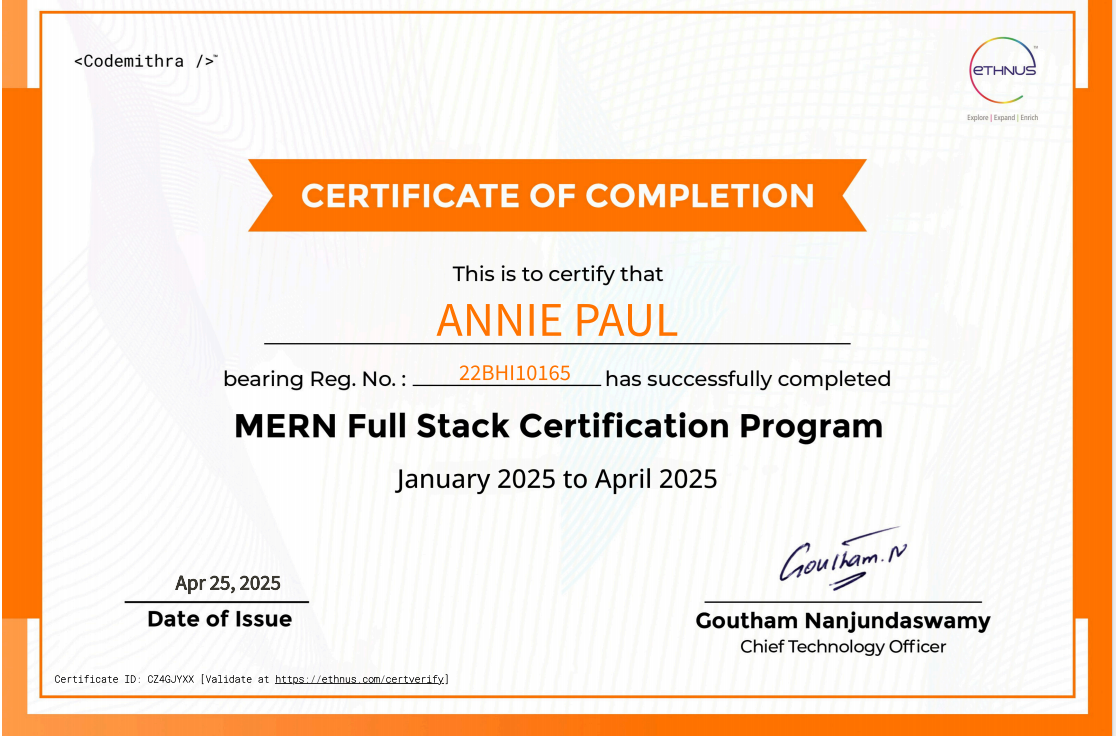 <Codemithra />™
eTHNUS
Explore | Expand | Enrich
CERTIFICATE OF COMPLETION
This is to certify that
ANNIE PAUL
bearing Reg. No. : 22BHI10165 has successfully completed
MERN Full Stack Certification Program
January 2025 to April 2025
Goutham.N
Apr 25, 2025
Date of Issue
Goutham Nanjundaswamy
Chief Technology Officer
Certificate ID: CZ4GJYXX [Validate at https://ethnus.com/certverify]